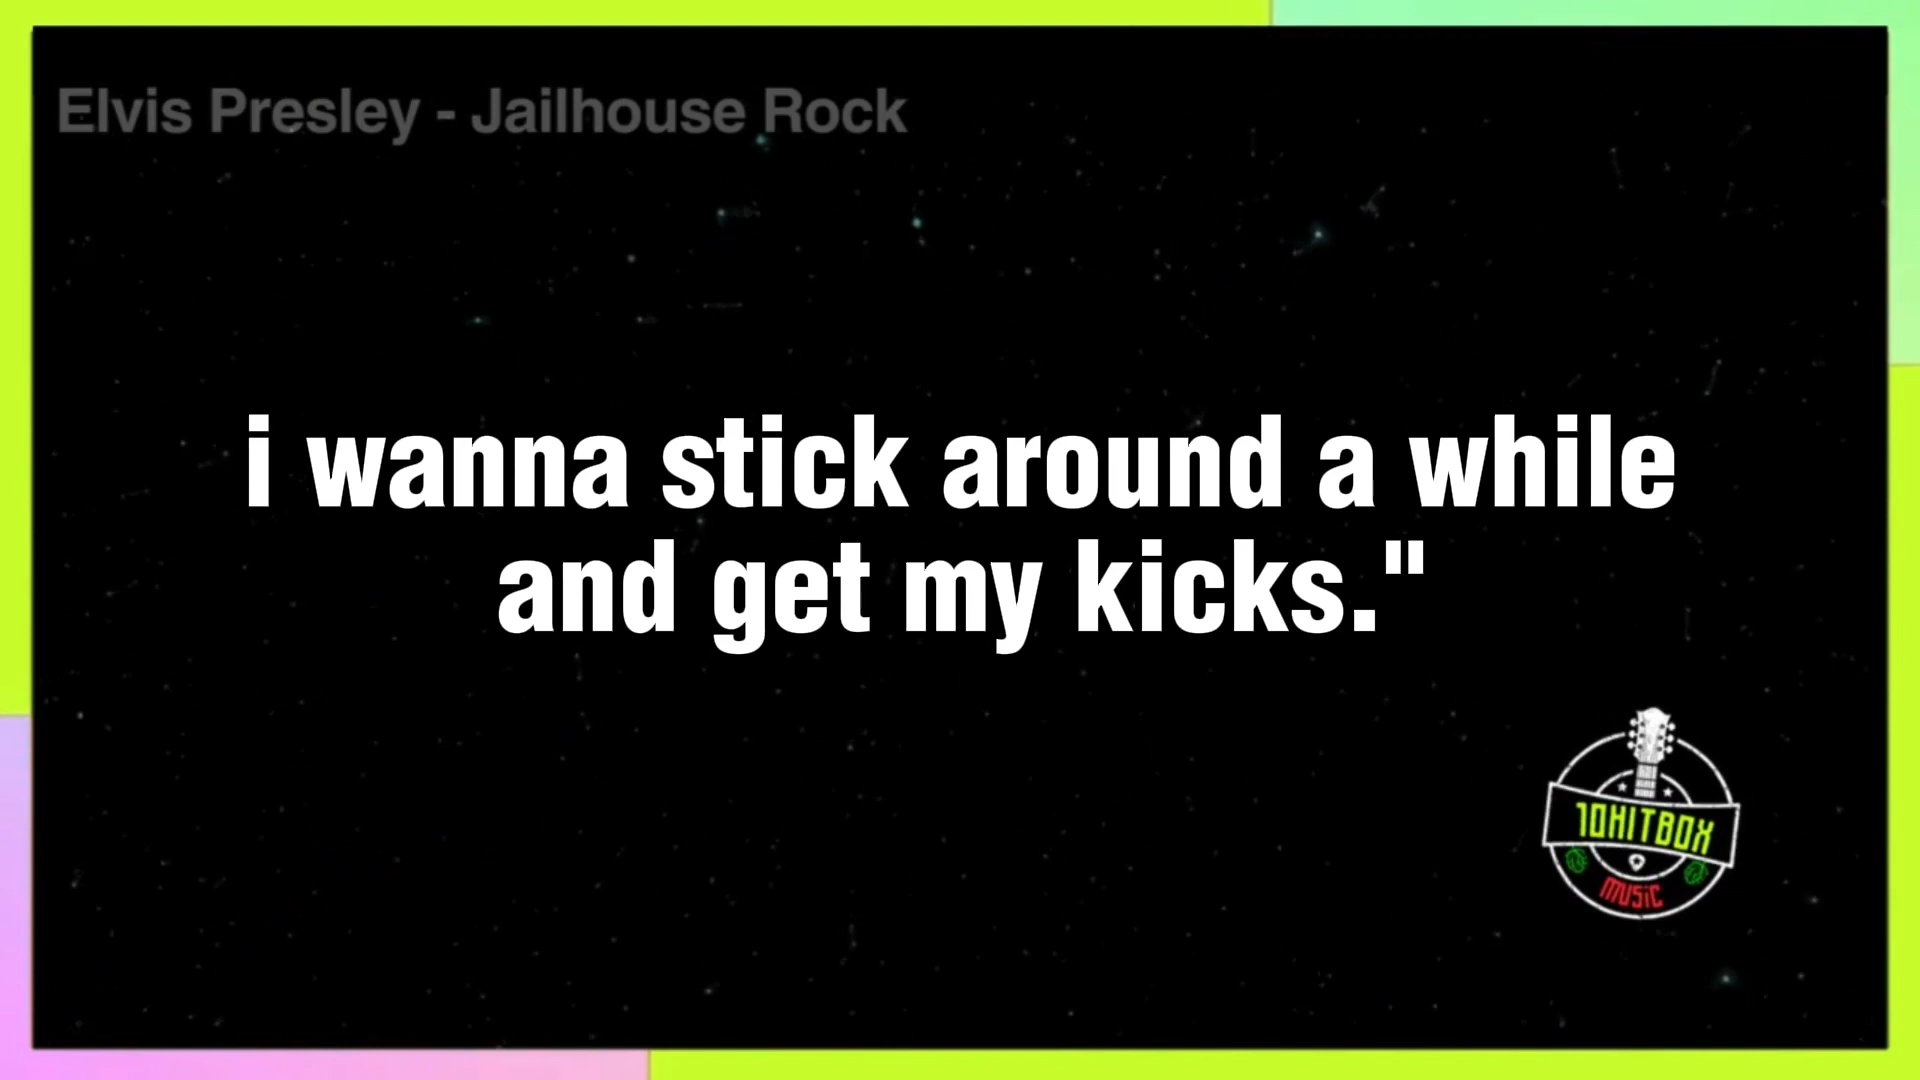 Elvis Presley - Jailhouse Rock
i wanna stick around a while
and get my kicks."
10HITBOX
MUSIC